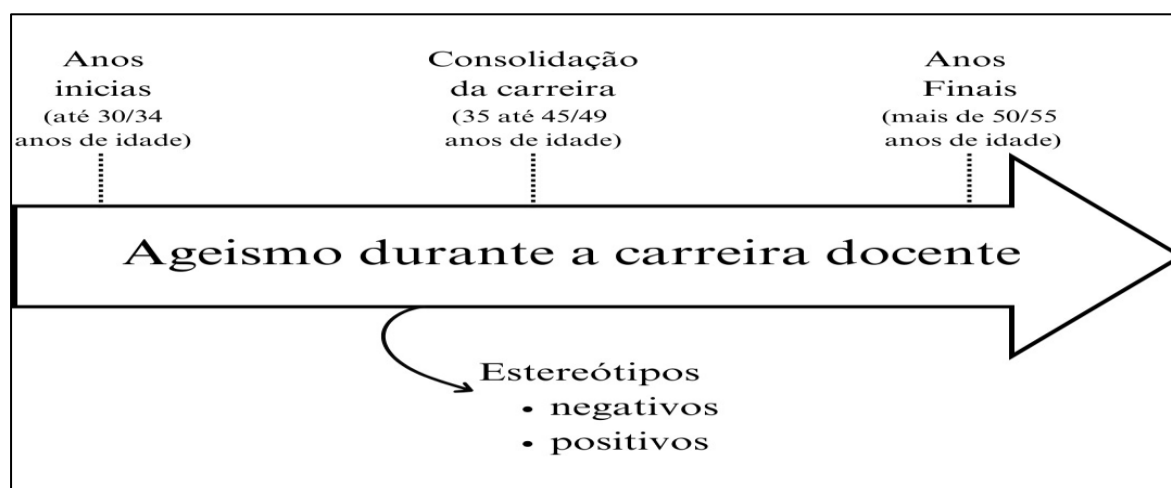 Anos
inicias
(até 30/34
anos de idade)
Consolidação
da carreira
(35 até 45/49
anos de idade)
Anos
Finais
(mais de 50/55
anos de idade)
Ageismo durante a carreira docente
Estereótipos
• negativos
• positivos